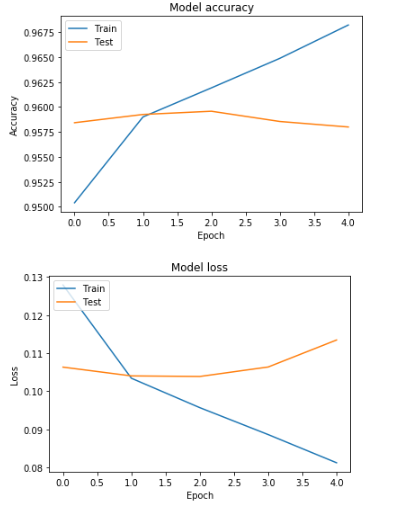 Model accuracy
Train
Test
0.9675
0.9650
0.9625
0.9600
0.9575
0.9550
0.9525
0.9500
Accuracy
0.0 0.5 1.0 1.5 2.0 2.5 3.0 3.5 4.0
Epoch
Model loss
Train
Test
0.13
0.12
0.11
0.10
0.09
0.08
Loss
0.0 0.5 1.0 1.5 2.0 2.5 3.0 3.5 4.0
Epoch